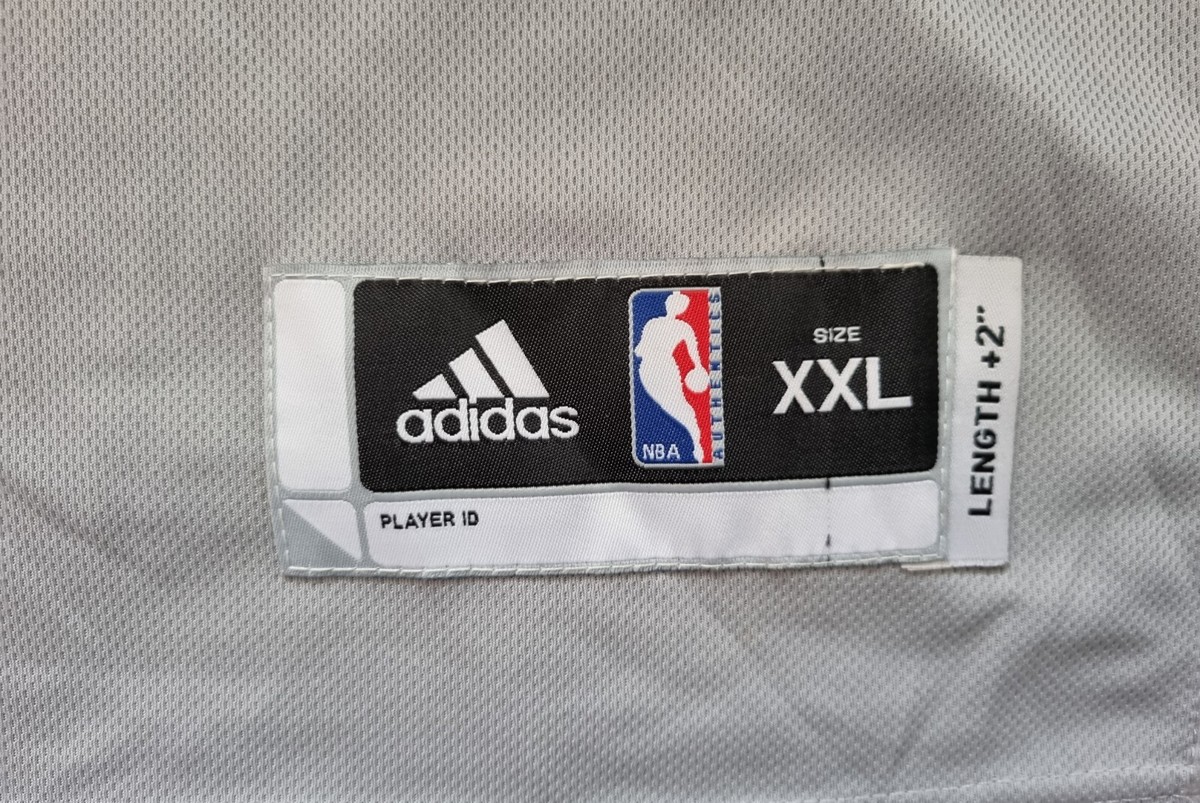 adidas
NBA
AUTHENTICS
SIZE
XXL
PLAYER ID
LENGTH +2"